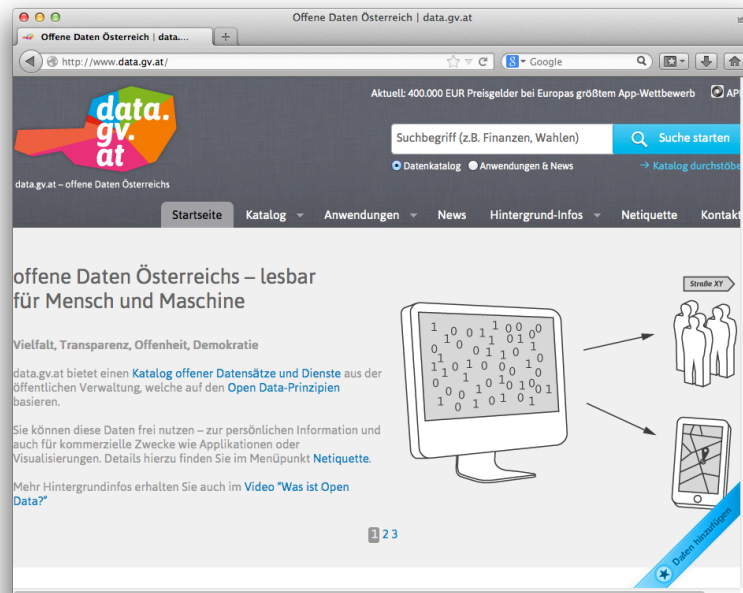 Offene Daten Österreich | data.gv.at
Offene Daten Österreich | data....
http://www.data.gv.at/
Google
Aktuell: 400.000 EUR Preisgelder bei Europas größtem App-Wettbewerb
data.
gv.
at
Suchbegriff (z.B. Finanzen, Wahlen)
Suche starten
Datenkatalog Anwendungen & News
→ Katalog durchstöbe
data.gv.at – offene Daten Österreichs
Startseite Katalog Anwendungen News Hintergrund-Infos Netiquette Kontakt
offene Daten Österreichs – lesbar
für Mensch und Maschine
Straße XY
Vielfalt, Transparenz, Offenheit, Demokratie
data.gv.at bietet einen Katalog offener Datensätze und Dienste aus der
öffentlichen Verwaltung, welche auf den Open Data-Prinzipien
basieren.
Sie können diese Daten frei nutzen – zur persönlichen Information und
auch für kommerzielle Zwecke wie Applikationen oder
Visualisierungen. Details hierzu finden Sie im Menüpunkt Netiquette.
Mehr Hintergrundinfos erhalten Sie auch im Video "Was ist Open
Data?"
1 2 3
Daten hinzufügen